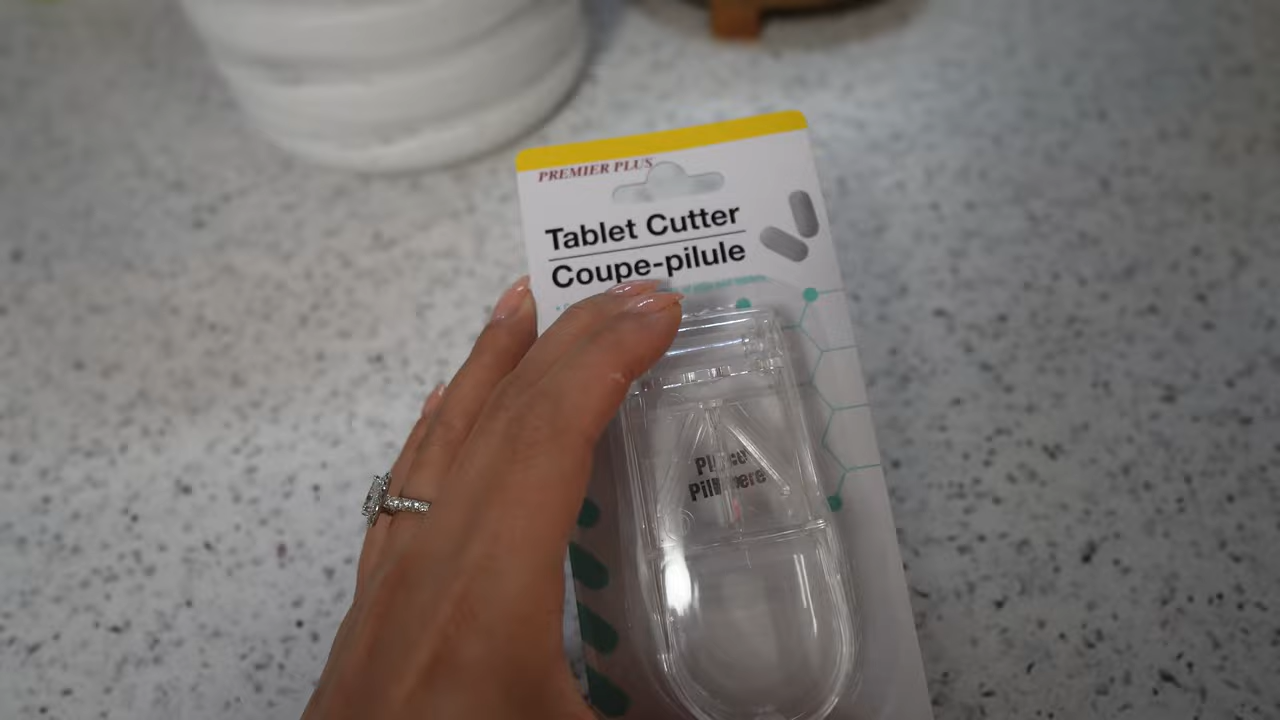 PREMIER PLUS
Tablet Cutter
Coupe-pilule
Place
Pill Here